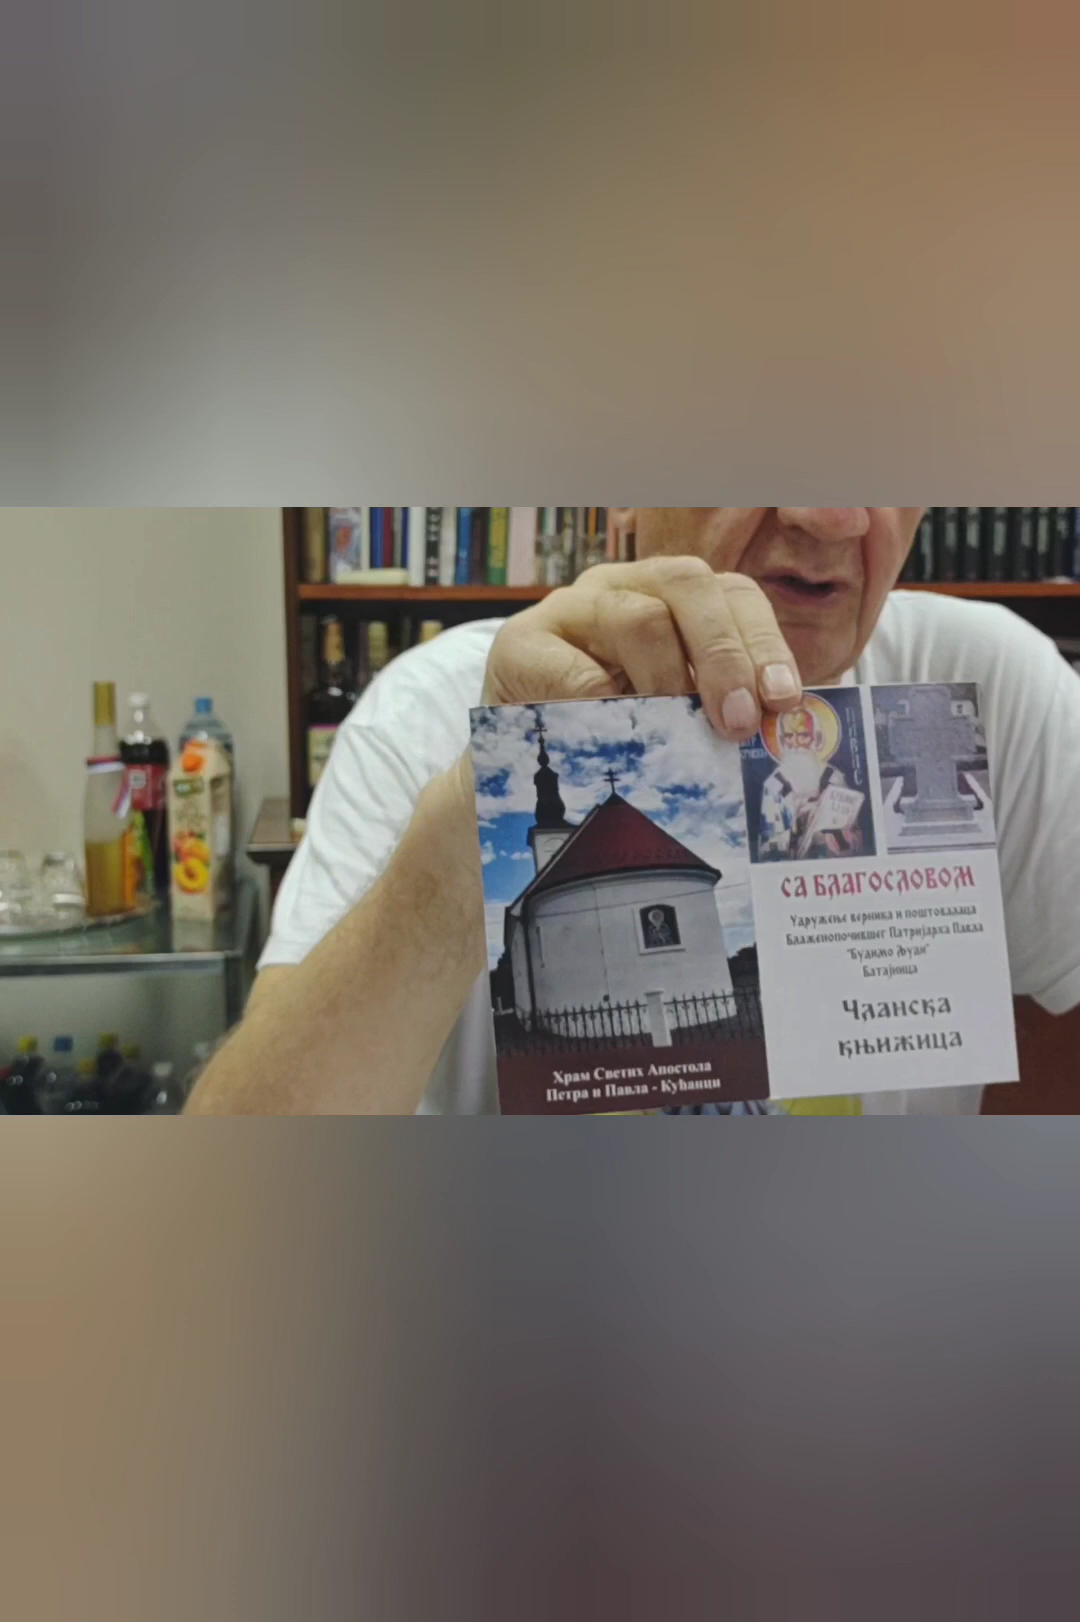 Храм Светих Апостола
Петра и Павла - Кућанци
СА БЛАГОСЛОВОМ
Удружење верника и поштовалаца
Блаженопочившег Патријарха Павла
"Будимо људи"
Батајница
Чланска
књижица